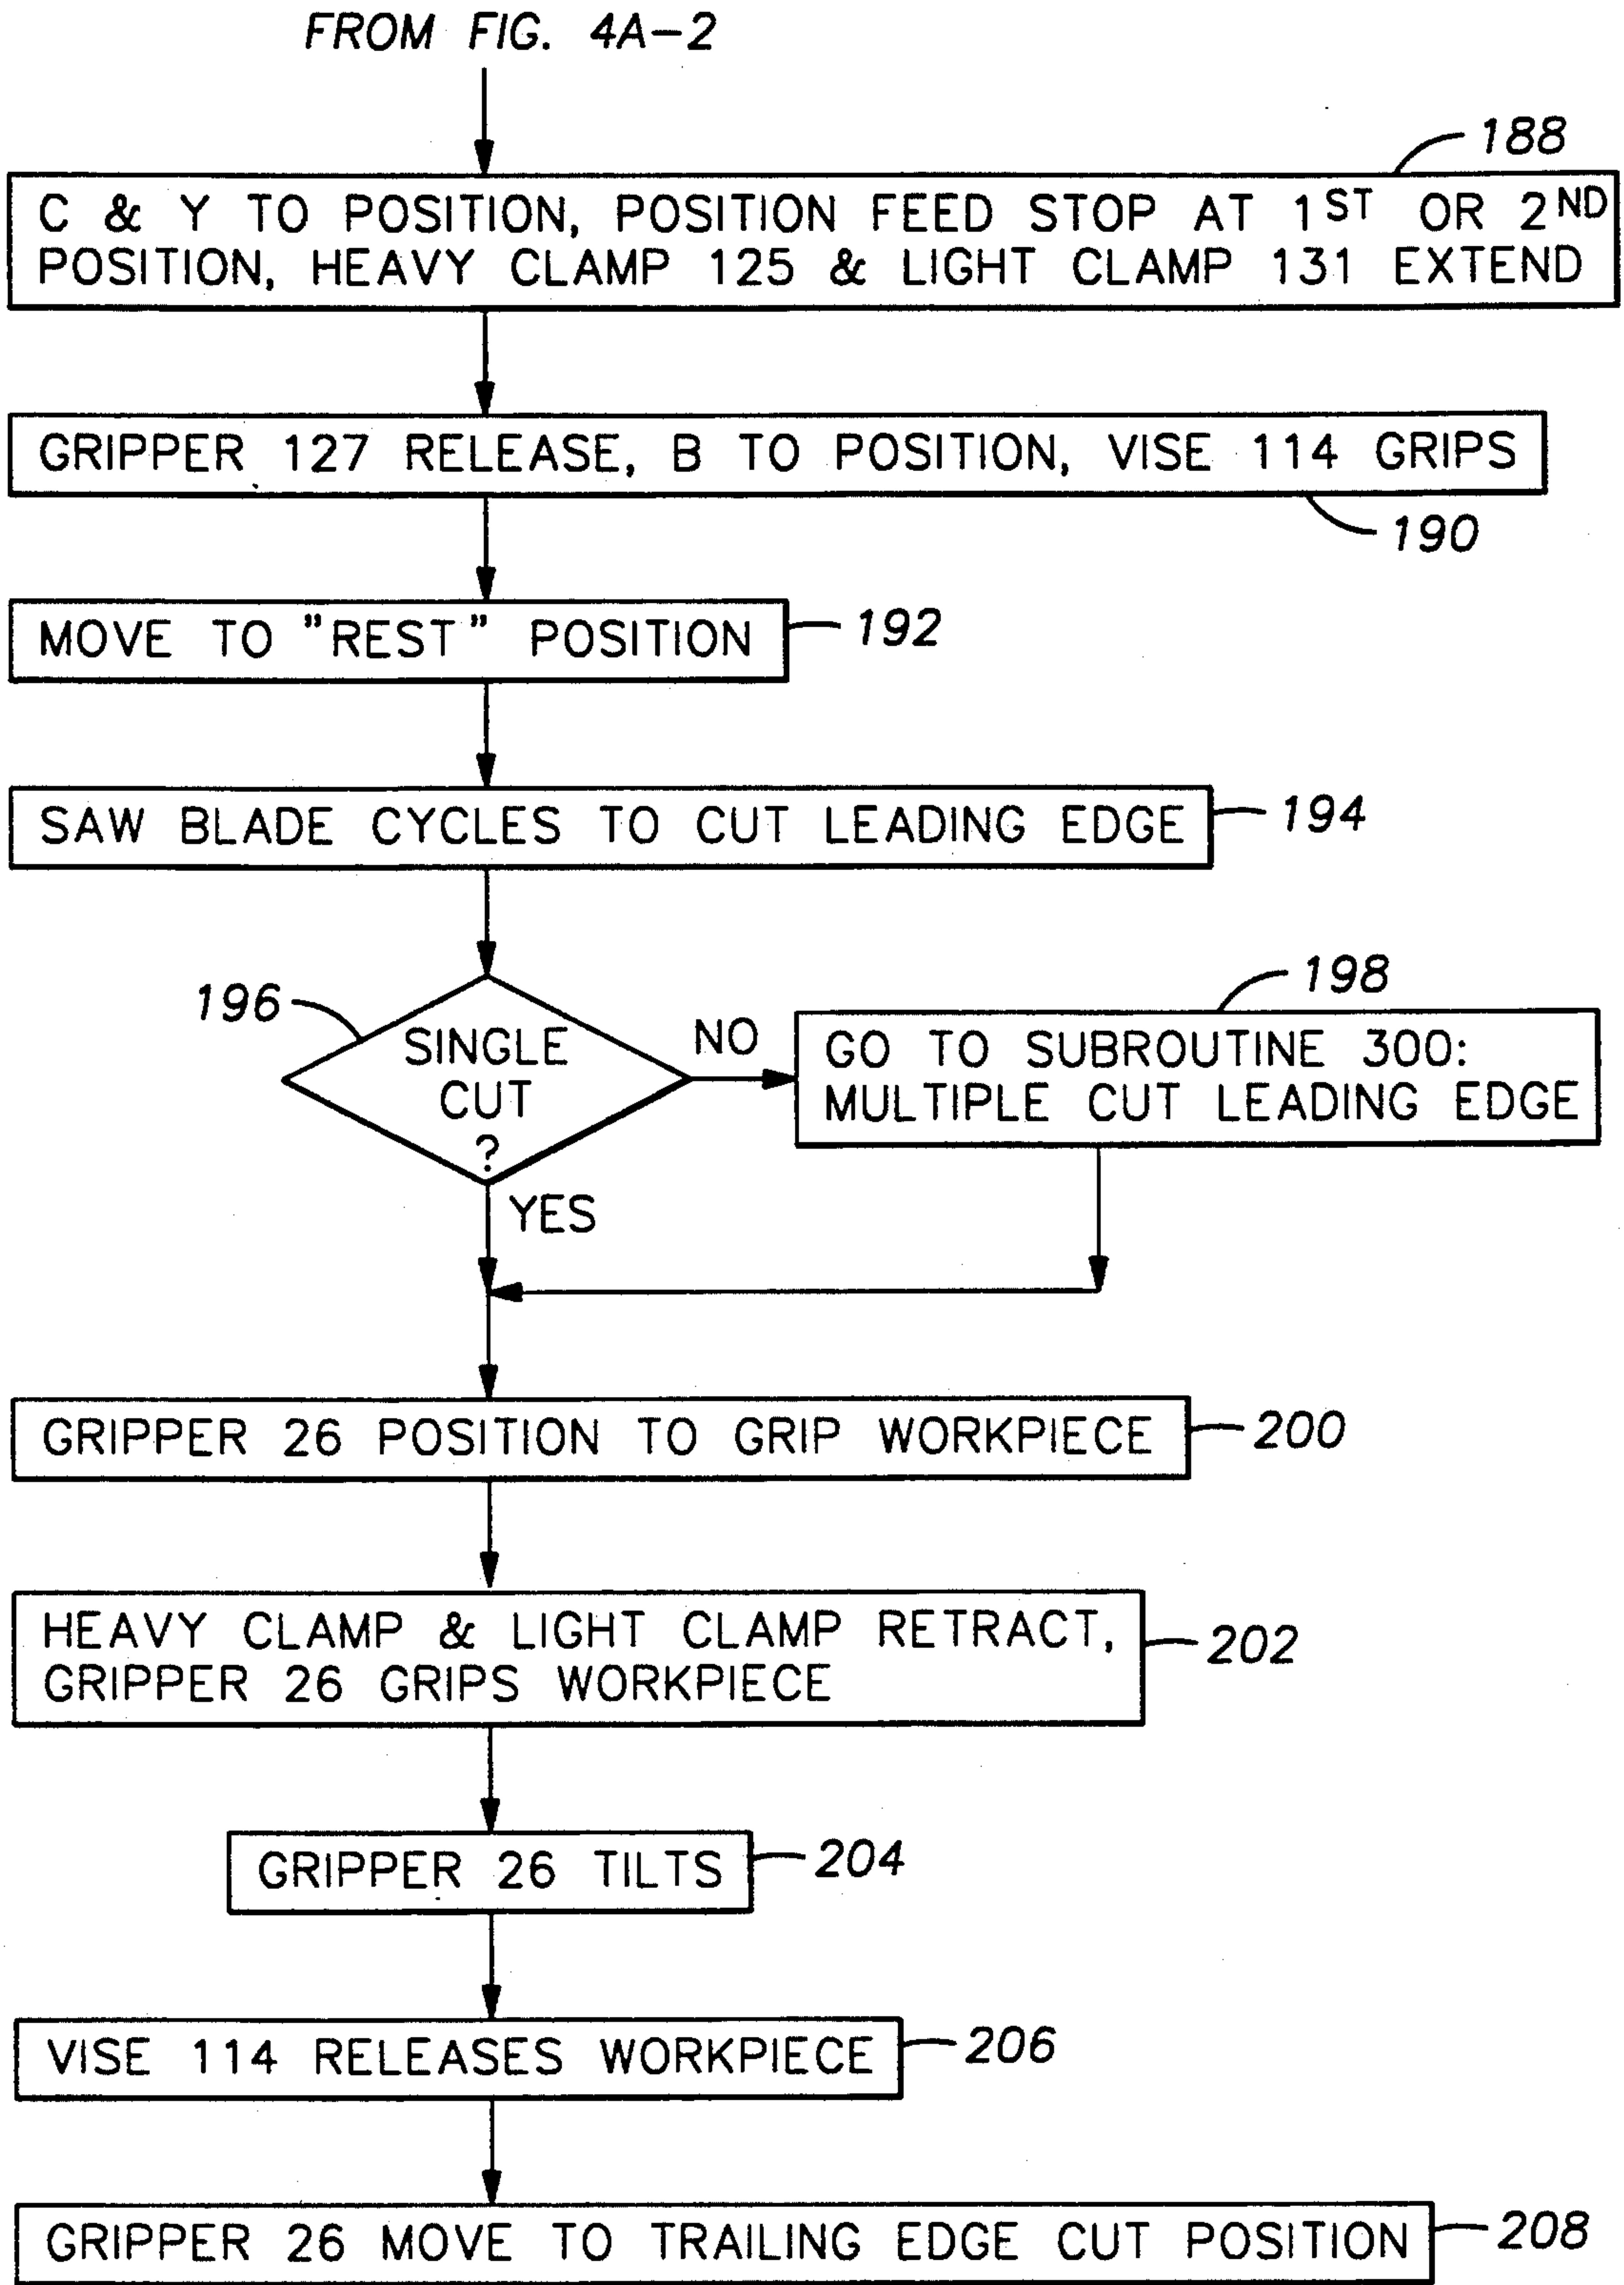 FROM FIG. 4A-2
188
C & Y TO POSITION, POSITION FEED STOP AT 1ST OR 2ND
POSITION, HEAVY CLAMP 125 & LIGHT CLAMP 131 EXTEND
GRIPPER 127 RELEASE, B TO POSITION, VISE 114 GRIPS
190
MOVE TO "REST" POSITION
192
SAW BLADE CYCLES TO CUT LEADING EDGE
194
196
SINGLE
CUT
?
NO
YES
198
GO TO SUBROUTINE 300:
MULTIPLE CUT LEADING EDGE
GRIPPER 26 POSITION TO GRIP WORKPIECE
200
HEAVY CLAMP & LIGHT CLAMP RETRACT,
GRIPPER 26 GRIPS WORKPIECE
202
GRIPPER 26 TILTS
204
VISE 114 RELEASES WORKPIECE
206
GRIPPER 26 MOVE TO TRAILING EDGE CUT POSITION
208